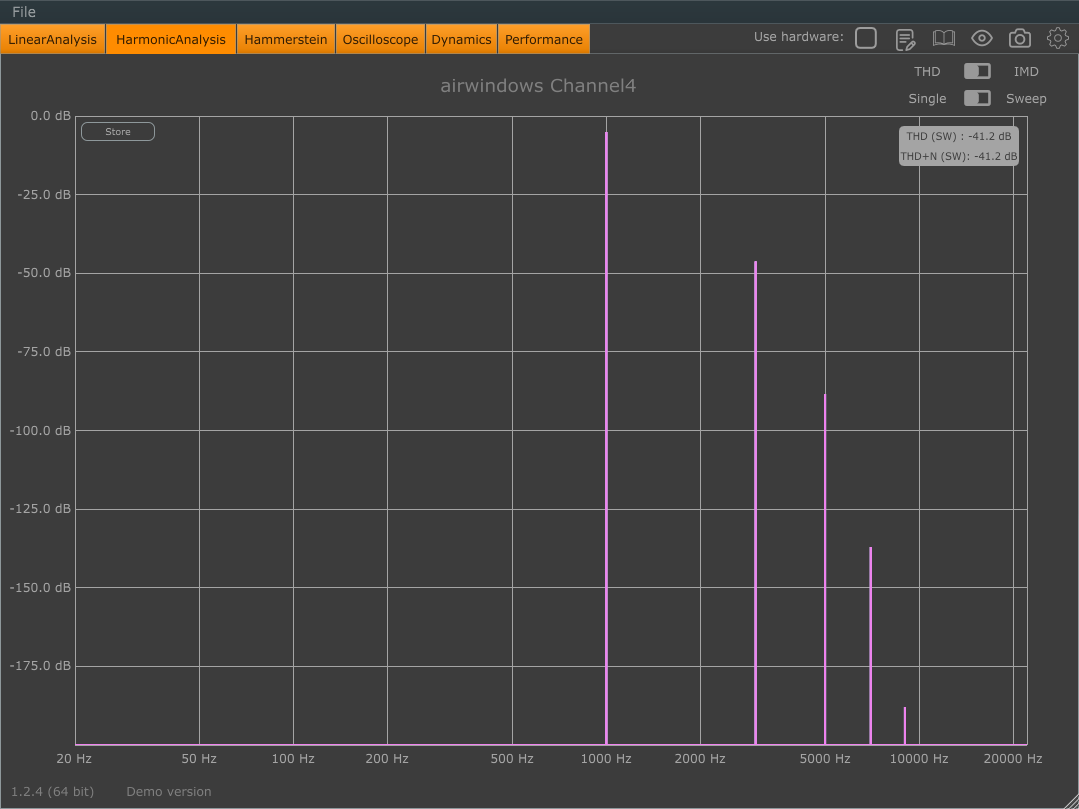 File
LinearAnalysis HarmonicAnalysis Hammerstein Oscilloscope Dynamics Performance Use hardware:
THD IMD
airwindows Channel4
Single Sweep
0.0 dB
Store
THD (SW) : -41.2 dB
THD+N (SW): -41.2 dB
-25.0 dB
-50.0 dB
-75.0 dB
-100.0 dB
-125.0 dB
-150.0 dB
-175.0 dB
20 Hz 50 Hz 100 Hz 200 Hz 500 Hz 1000 Hz 2000 Hz 5000 Hz 10000 Hz 20000 Hz
1.2.4 (64 bit) Demo version